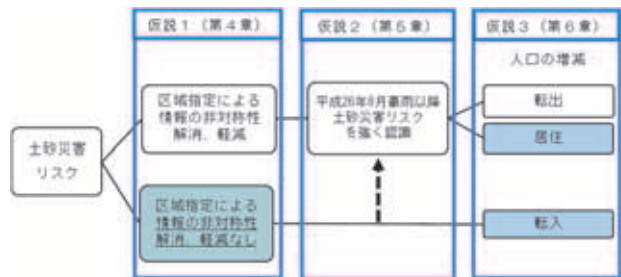 仮説1(第4章)
仮説2(第5章)
仮説3(第6章)
人口の増減
区域指定による
情報の非対称性
解消、軽減
平成26年8月豪雨以降
土砂災害リスク
を強く認識
転出
居住
土砂災害
リスク
区域指定による
情報の非対称性
解消、軽減なし
転入